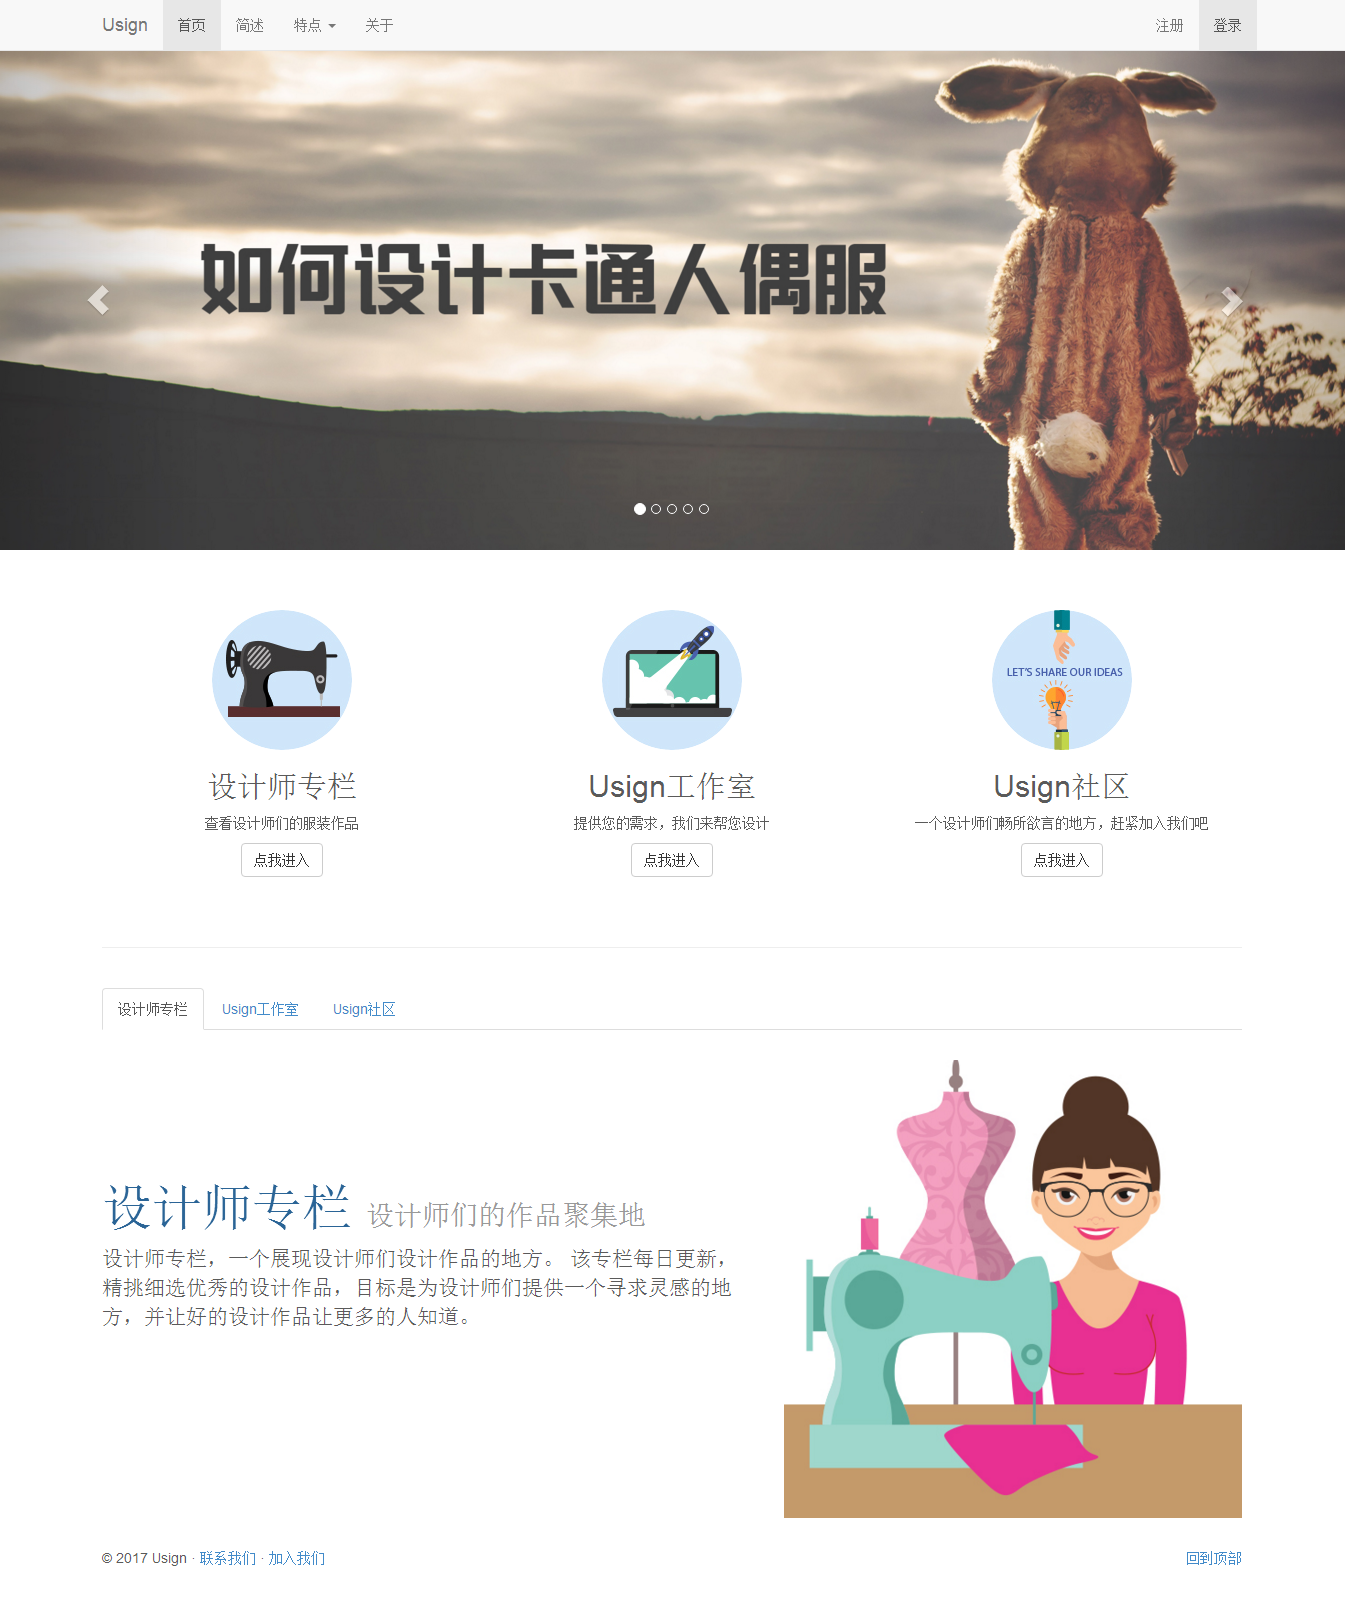 Usign 首页 简述 特点 关于 注册 登录
如何设计卡通人偶服
LET'S SHARE OUR IDEAS
设计师专栏 Usign工作室 Usign社区
查看设计师们的服装作品 提供您的需求，我们来帮您设计 一个设计师们畅所欲言的地方，赶紧加入我们吧
点我进入 点我进入 点我进入
设计师专栏 Usign工作室 Usign社区
设计师专栏 设计师们的作品聚集地
设计师专栏，一个展现设计师们设计作品的地方。 该专栏每日更新，
精挑细选优秀的设计作品，目标是为设计师们提供一个寻求灵感的地
方，并让好的设计作品让更多的人知道。
© 2017 Usign · 联系我们 · 加入我们 回到顶部